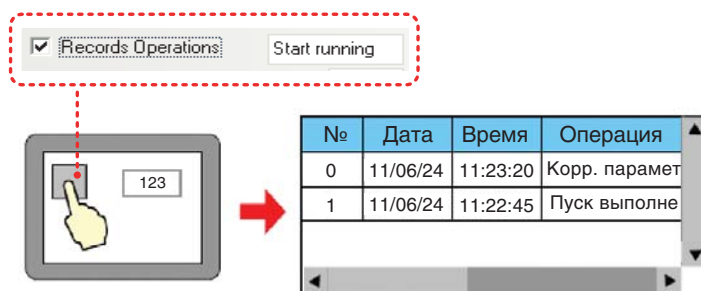 Records Operations Start running
123
№ Дата Время Операция
0 11/06/24 11:23:20 Корр. парамет
1 11/06/24 11:22:45 Пуск выполне